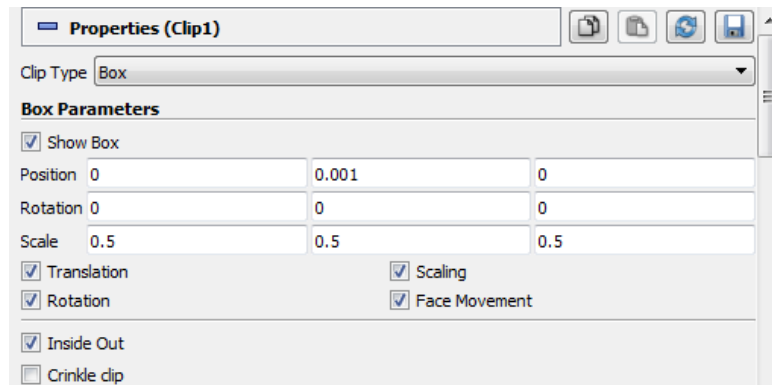 Properties (Clip1)
Clip Type Box
Box Parameters
Show Box
Position 0 0.001 0
Rotation 0 0 0
Scale 0.5 0.5 0.5
Translation Scaling
Rotation Face Movement
Inside Out
Crinkle clip